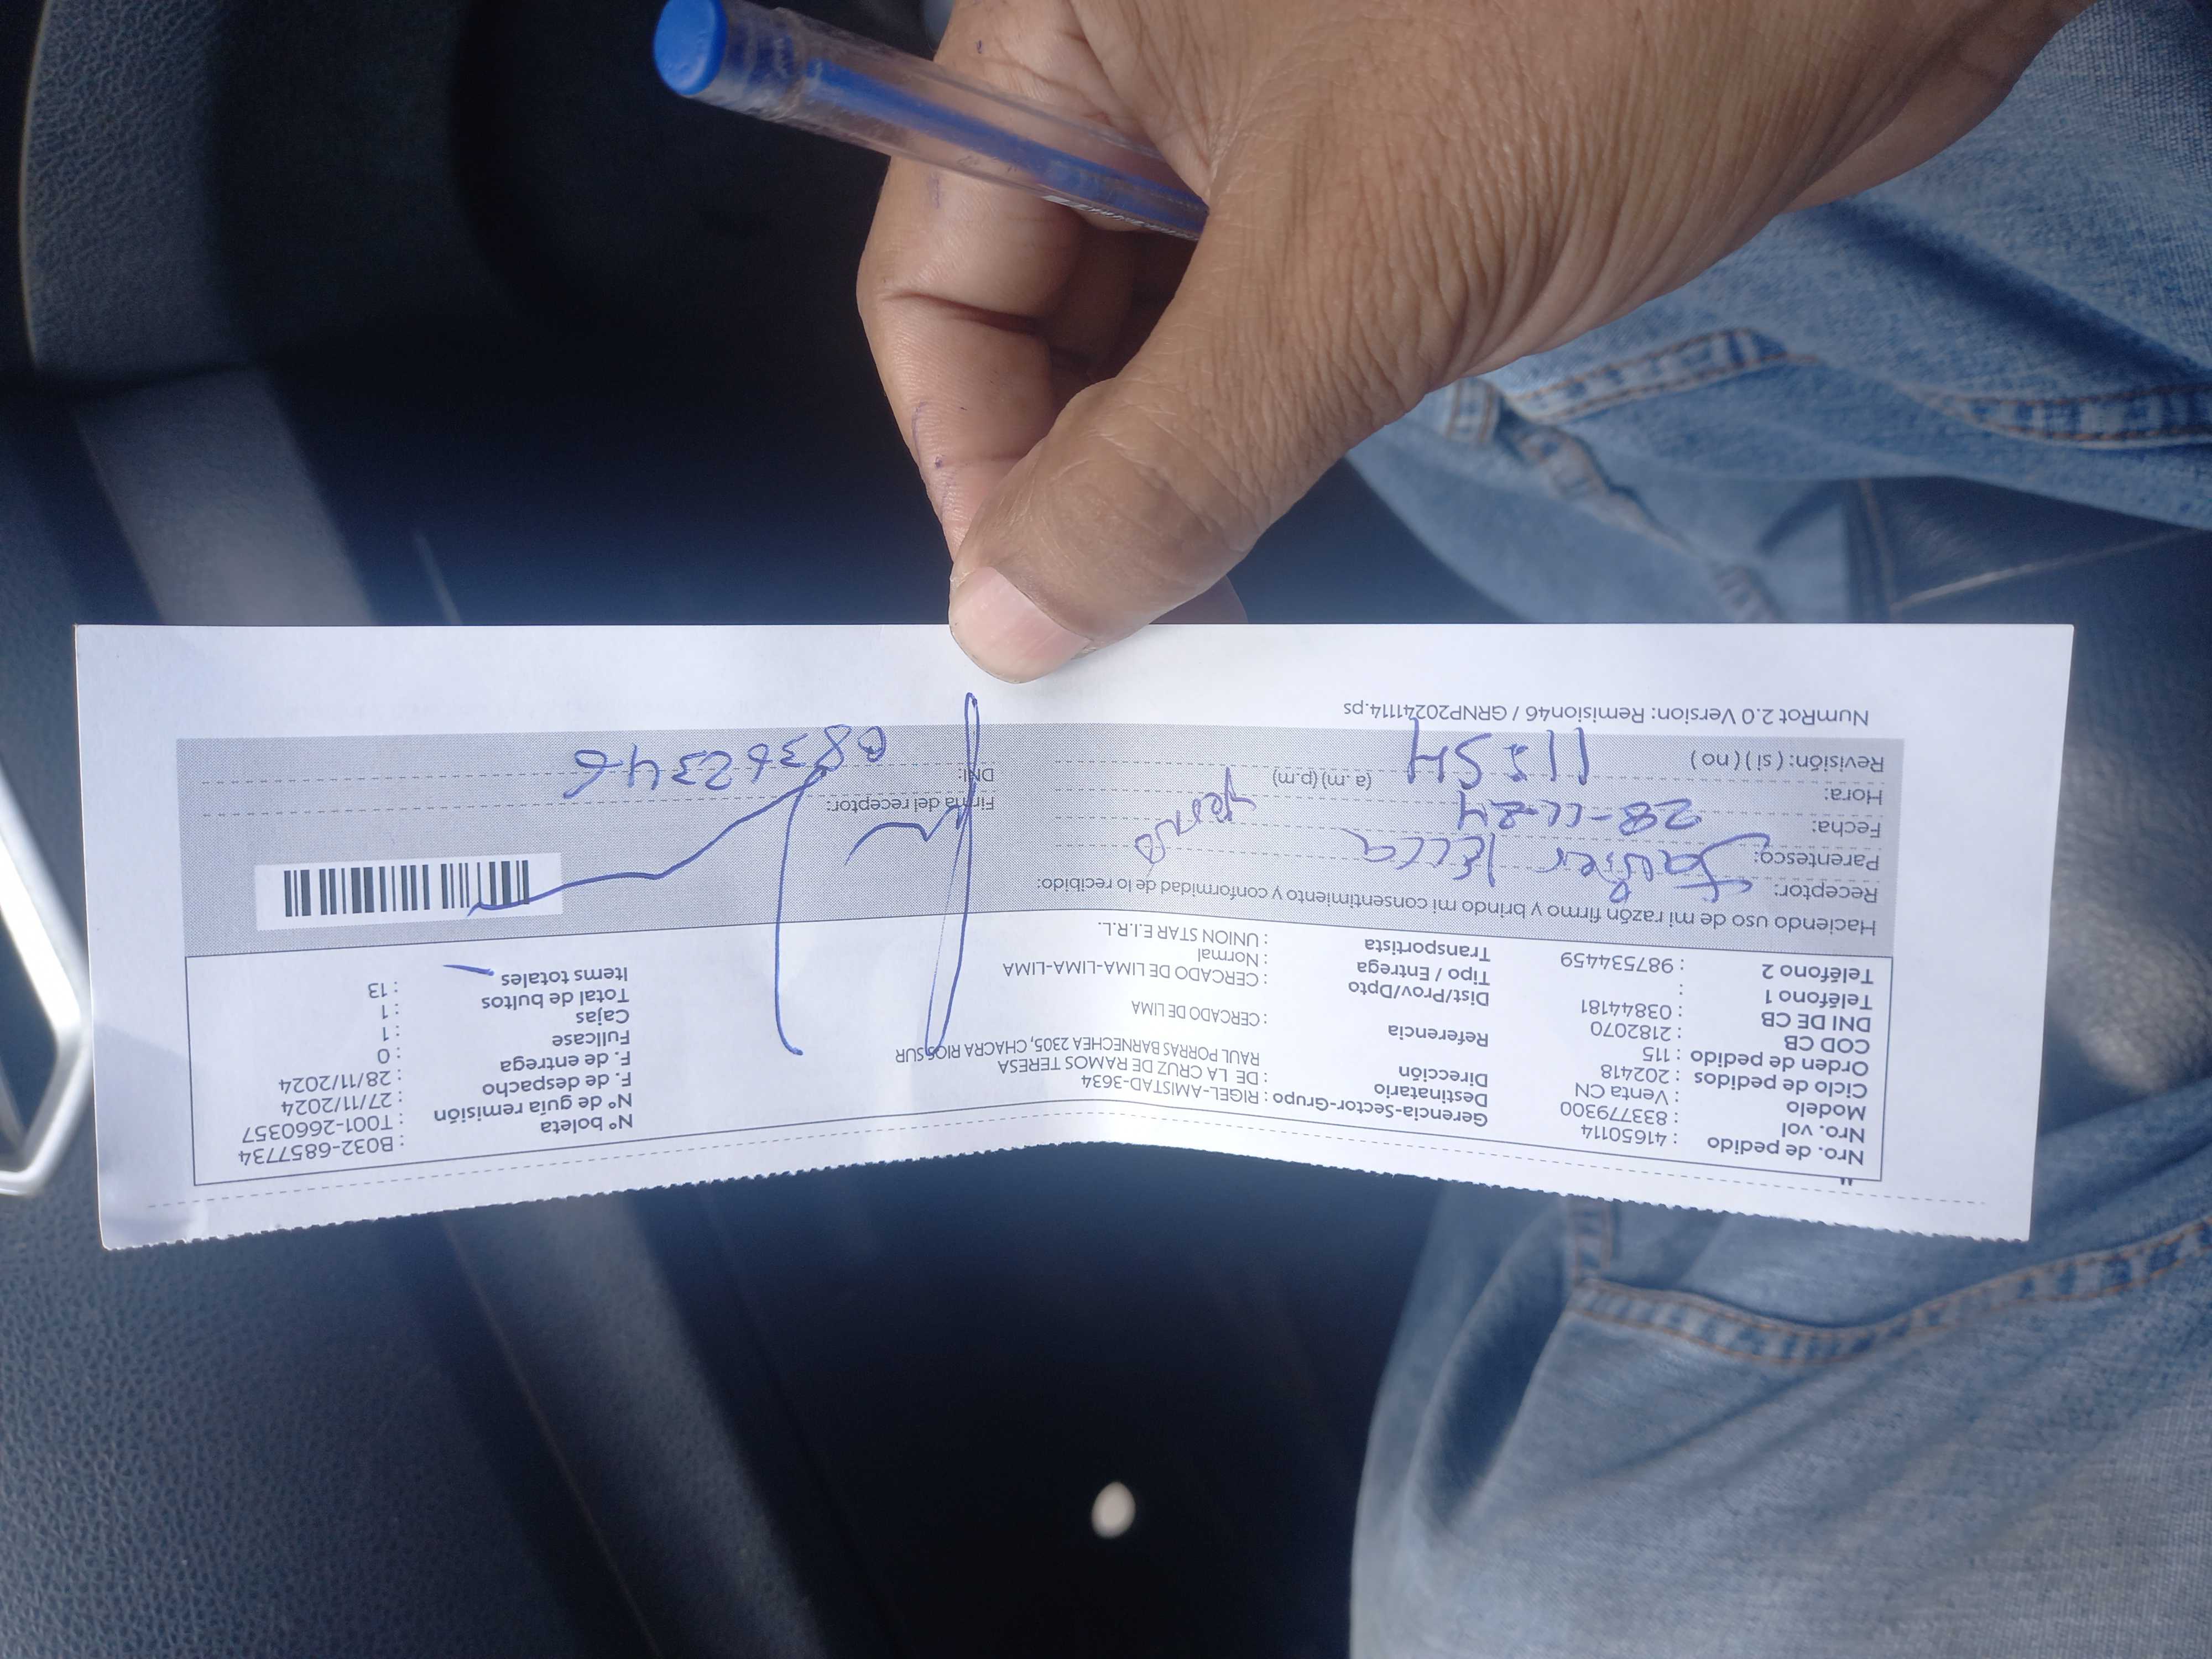 Nro. de pedido : 41650114
Nro. vol : 833779300
Modelo : Venta CN
Ciclo de pedidos : 202418
Orden de pedido : 115
COD CB : 2182070
DNI DE CB : 03844181
Teléfono 1 :
Teléfono 2 : 987534459
Gerencia-Sector-Grupo : RIGEL-AMISTAD-3634
Destinatario : DE LA CRUZ DE RAMOS TERESA
Dirección RAUL PORRAS BARNECHEA 2305, CHACRA RIOS SUR
Referencia : CERCADO DE LIMA
Dist/Prov/Dpto : CERCADO DE LIMA-LIMA-LIMA
Tipo / Entrega : Normal
Transportista : UNION STAR E.I.R.L.
N° boleta : B032-6857734
N° de guía remisión : T001-2660357
F. de despacho : 27/11/2024
F. de entrega : 28/11/2024
Fullcase : 0
Cajas : 1
Total de bultos : 1
Items totales : 13
Haciendo uso de mi razón firmo y brindo mi consentimiento y conformidad de lo recibido:
Receptor: Javier
Parentesco: yerno
Fecha: 28-11-24
Hora: 11:54 (a.m) (p.m)
Revisión: ( si ) ( no )
Firma del receptor:
DNI: 08362346
NumRot 2.0 Version: Remision46 / GRNP20241114.ps